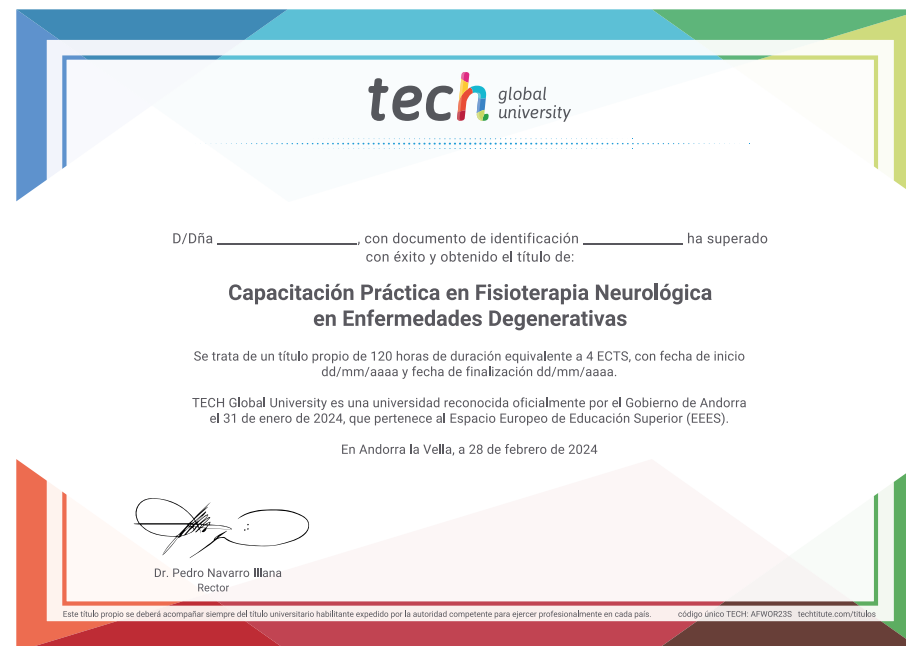 tech global university
D/Dña ____________________, con documento de identificación ______________ ha superado
con éxito y obtenido el título de:
Capacitación Práctica en Fisioterapia Neurológica
en Enfermedades Degenerativas
Se trata de un título propio de 120 horas de duración equivalente a 4 ECTS, con fecha de inicio
dd/mm/aaaa y fecha de finalización dd/mm/aaaa.
TECH Global University es una universidad reconocida oficialmente por el Gobierno de Andorra
el 31 de enero de 2024, que pertenece al Espacio Europeo de Educación Superior (EEES).
En Andorra la Vella, a 28 de febrero de 2024
Dr. Pedro Navarro Illana
Rector
Este título propio se deberá acompañar siempre del título universitario habilitante expedido por la autoridad competente para ejercer profesionalmente en cada país. código único TECH: AFWOR23S techtitute.com/titulos